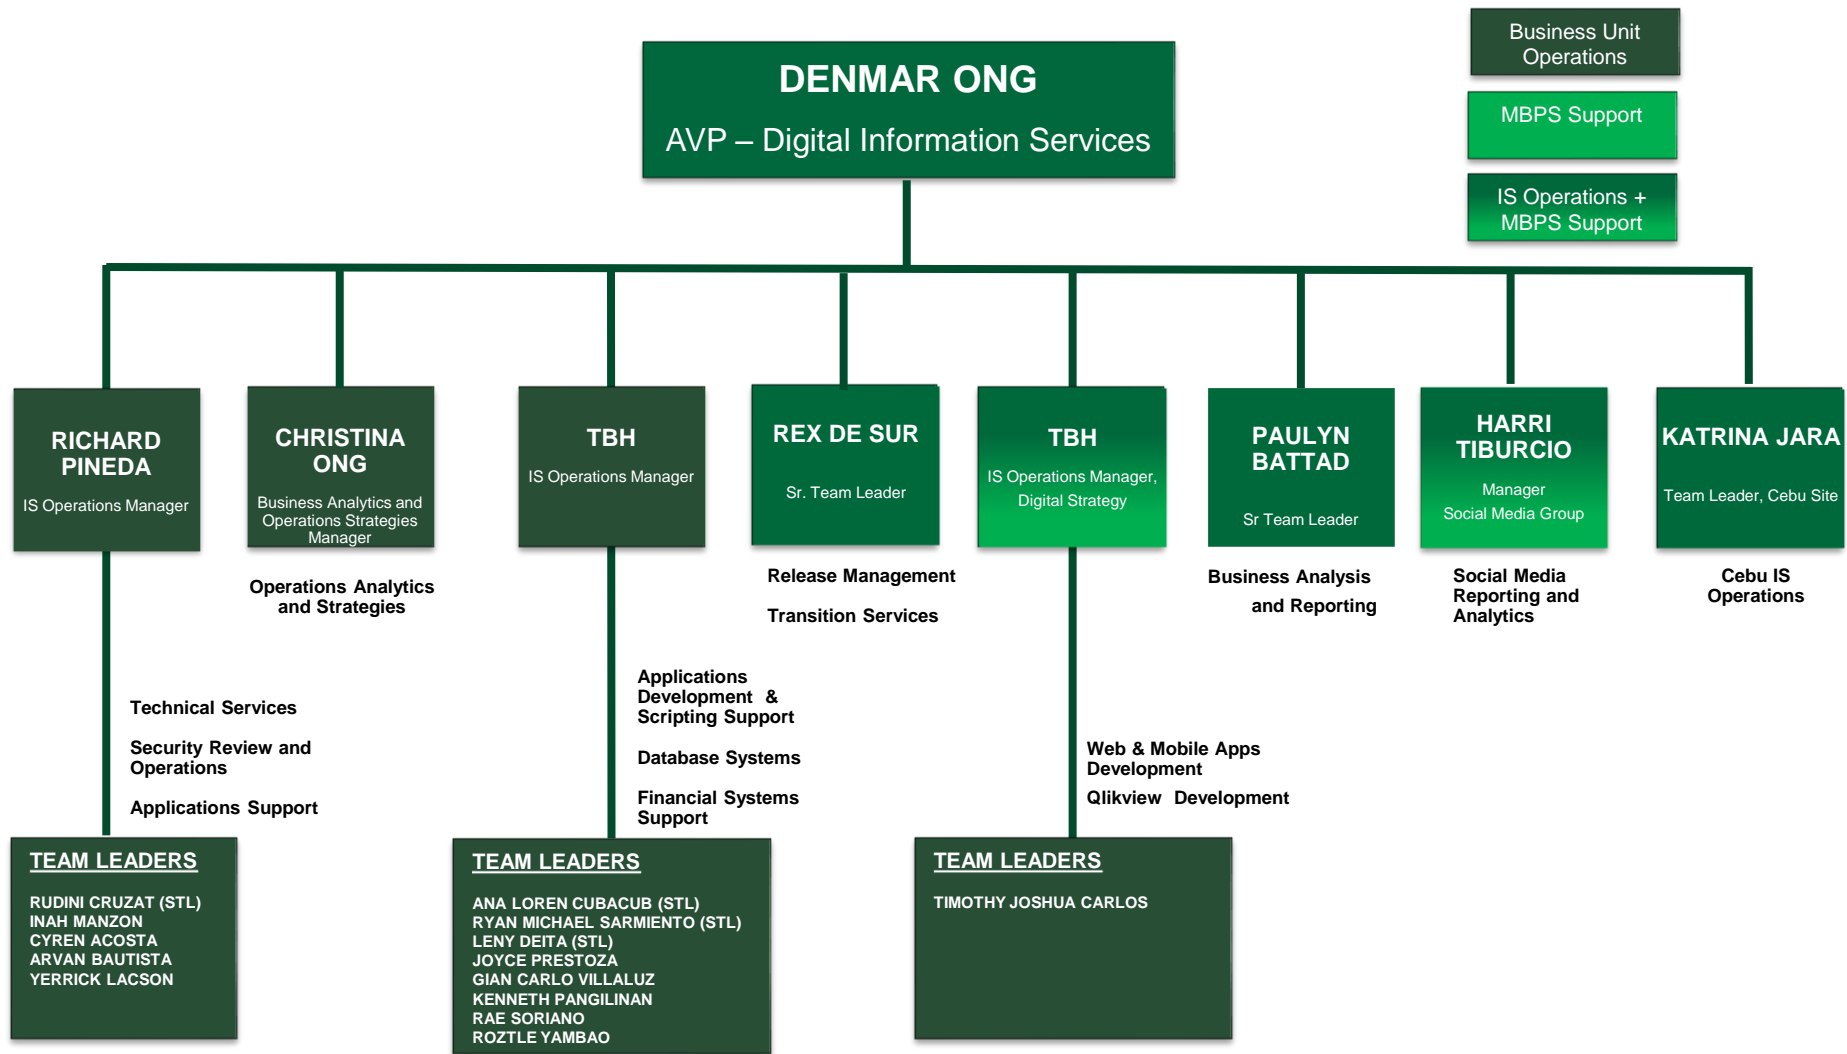 Business Unit
Operations
DENMAR ONG
AVP – Digital Information Services
MBPS Support
IS Operations +
MBPS Support
RICHARD
PINEDA
IS Operations Manager
CHRISTINA
ONG
Business Analytics and
Operations Strategies
Manager
TBH
IS Operations Manager
REX DE SUR
Sr. Team Leader
TBH
IS Operations Manager,
Digital Strategy
PAULYN
BATTAD
Sr Team Leader
HARRI
TIBURCIO
Manager
Social Media Group
KATRINA JARA
Team Leader, Cebu Site
Operations Analytics
and Strategies
Release Management
Transition Services
Business Analysis
and Reporting
Social Media
Reporting and
Analytics
Cebu IS
Operations
Technical Services
Security Review and
Operations
Applications Support
Applications
Development &
Scripting Support
Database Systems
Financial Systems
Support
Web & Mobile Apps
Development
Qlikview Development
TEAM LEADERS
RUDINI CRUZAT (STL)
INAH MANZON
CYREN ACOSTA
ARVAN BAUTISTA
YERRICK LACSON
TEAM LEADERS
ANA LOREN CUBACUB (STL)
RYAN MICHAEL SARMIENTO (STL)
LENY DEITA (STL)
JOYCE PRESTOZA
GIAN CARLO VILLALUZ
KENNETH PANGILINAN
RAE SORIANO
ROZTLE YAMBAO
TEAM LEADERS
TIMOTHY JOSHUA CARLOS